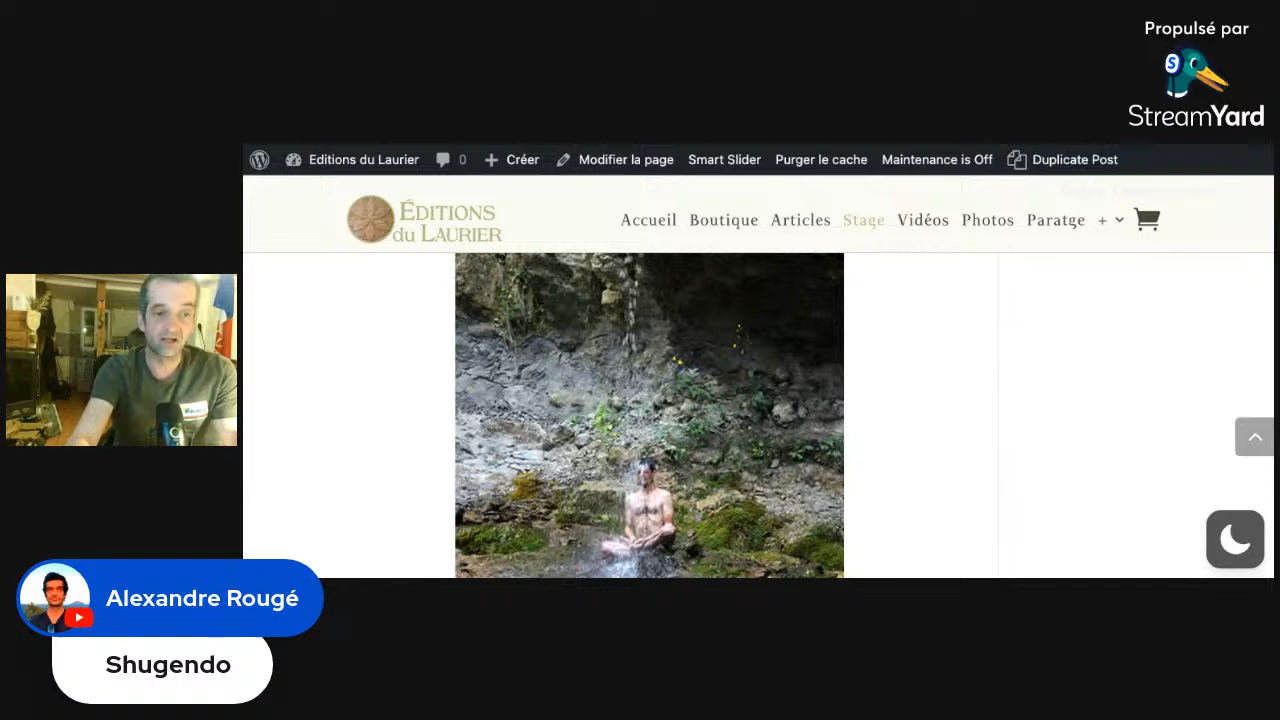 Propulsé par
StreamYard
Editions du Laurier 0 Créer Modifier la page Smart Slider Purger le cache Maintenance is Off Duplicate Post
ÉDITIONS
du LAURIER
Accueil Boutique Articles Stage Vidéos Photos Paratge +
Alexandre Rougé
Shugendo